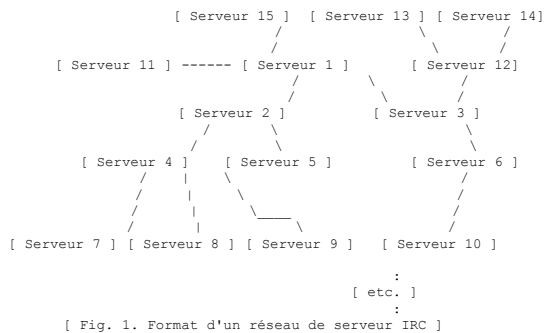 [ Serveur 15 ] [ Serveur 13 ] [ Serveur 14]
[ Serveur 11 ] ------ [ Serveur 1 ] [ Serveur 12]
[ Serveur 2 ] [ Serveur 3 ]
[ Serveur 4 ] [ Serveur 5 ] [ Serveur 6 ]
[ Serveur 7 ] [ Serveur 8 ] [ Serveur 9 ] [ Serveur 10 ]
:
[ etc. ]
:
[ Fig. 1. Format d'un réseau de serveur IRC ]